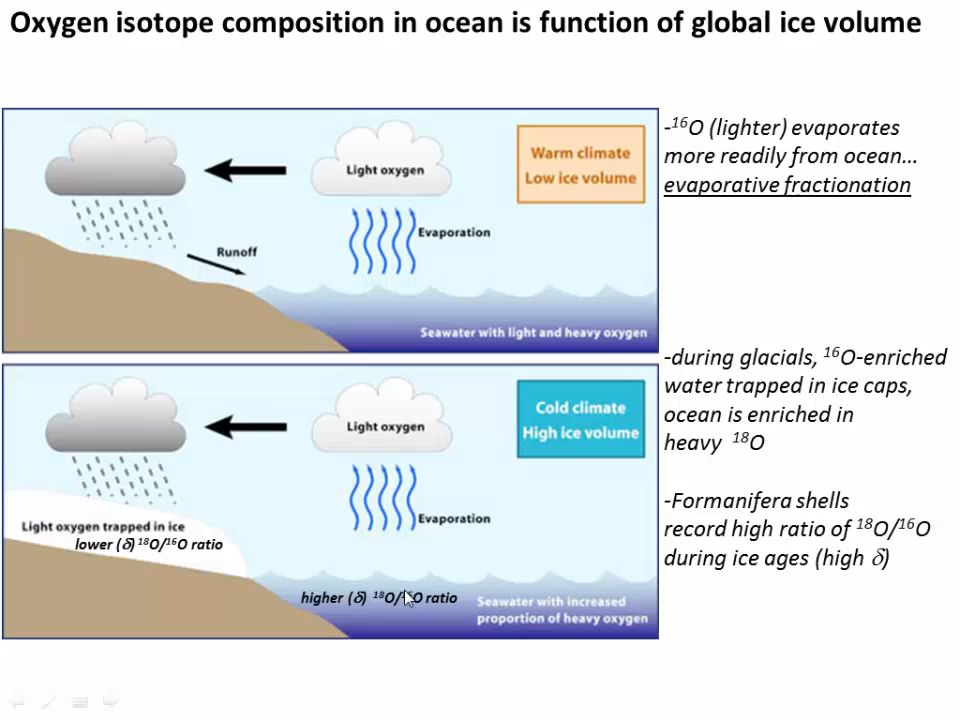 Oxygen isotope composition in ocean is function of global ice volume
Light oxygen
Warm climate
Low ice volume
Evaporation
Runoff
Seawater with light and heavy oxygen
-¹⁶O (lighter) evaporates
more readily from ocean...
evaporative fractionation
Light oxygen
Cold climate
High ice volume
Evaporation
Light oxygen trapped in ice
lower (δ) ¹⁸O/¹⁶O ratio
higher (δ) ¹⁸O/¹⁶O ratio
Seawater with increased
proportion of heavy oxygen
-during glacials, ¹⁶O-enriched
water trapped in ice caps,
ocean is enriched in
heavy ¹⁸O
-Formanifera shells
record high ratio of ¹⁸O/¹⁶O
during ice ages (high δ)